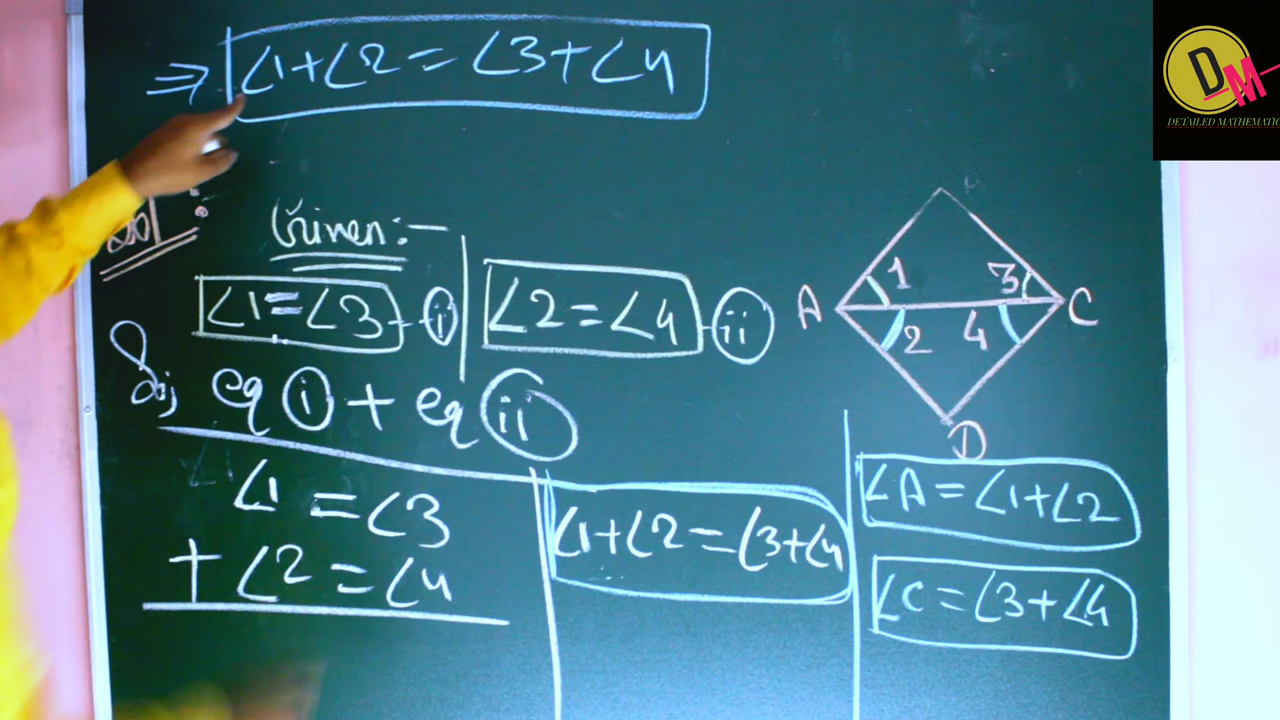 ⇒ ∠1+∠2 = ∠3+∠4
DM
DETAILED MATHEMATIC
Sol :
Given:-
∠1=∠3 - i
∠2=∠4 - ii
eq i + eq ii
∠1 = ∠3
+ ∠2 = ∠4
∠1+∠2 = ∠3+∠4
1 3
A C
2 4
D
∠A = ∠1+∠2
∠C = ∠3+∠4